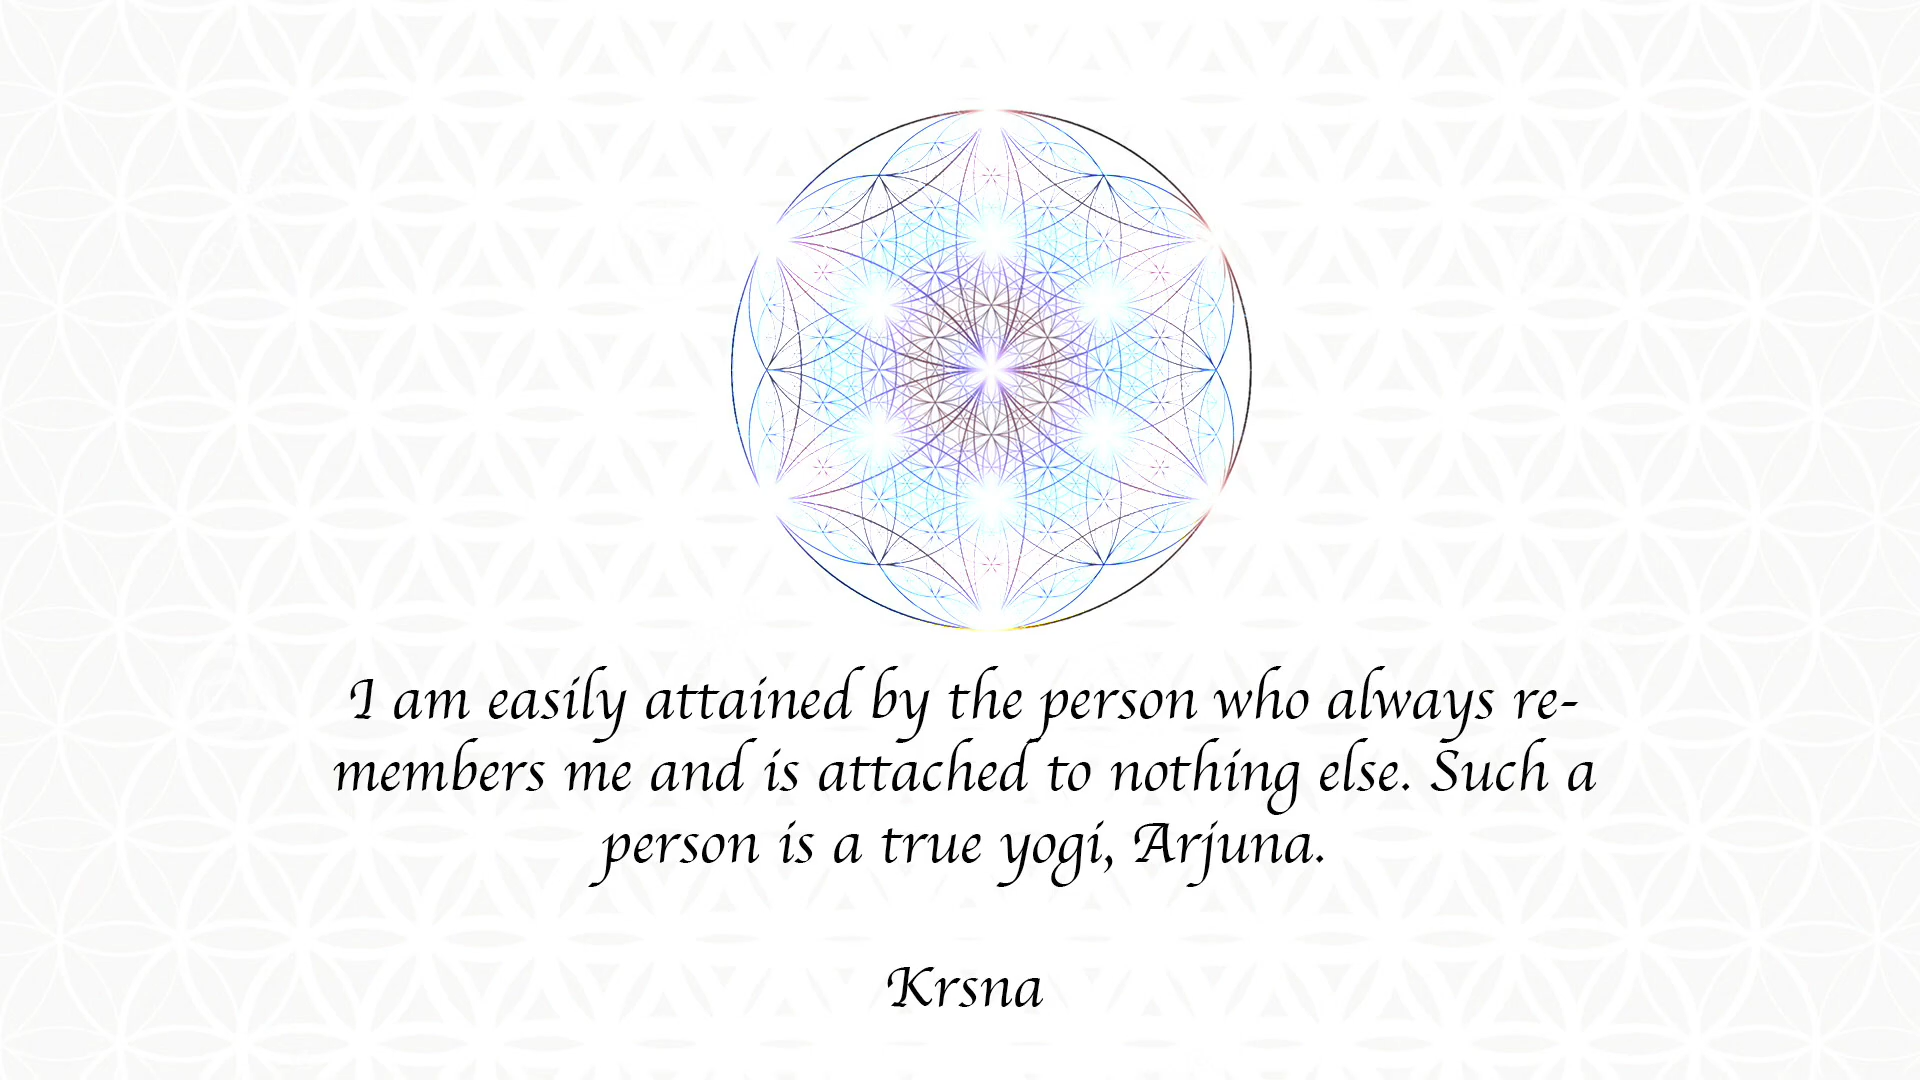 I am easily attained by the person who always re-
members me and is attached to nothing else. Such a
person is a true yogi, Arjuna.
Krsna